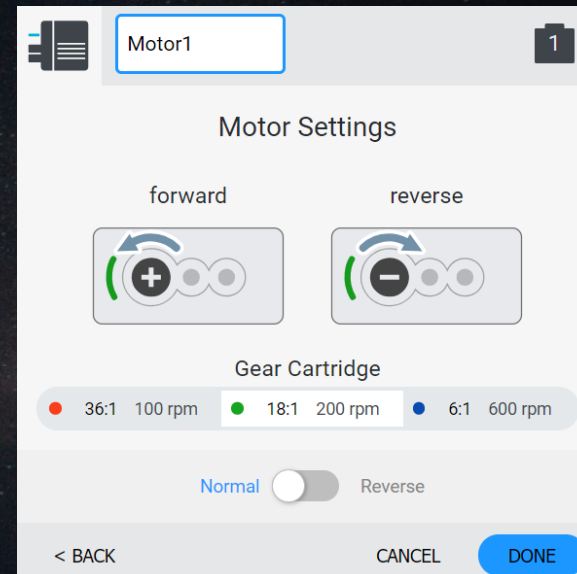 Motor1
1
Motor Settings
forward reverse
+ −
Gear Cartridge
36:1 100 rpm 18:1 200 rpm 6:1 600 rpm
Normal Reverse
< BACK CANCEL DONE